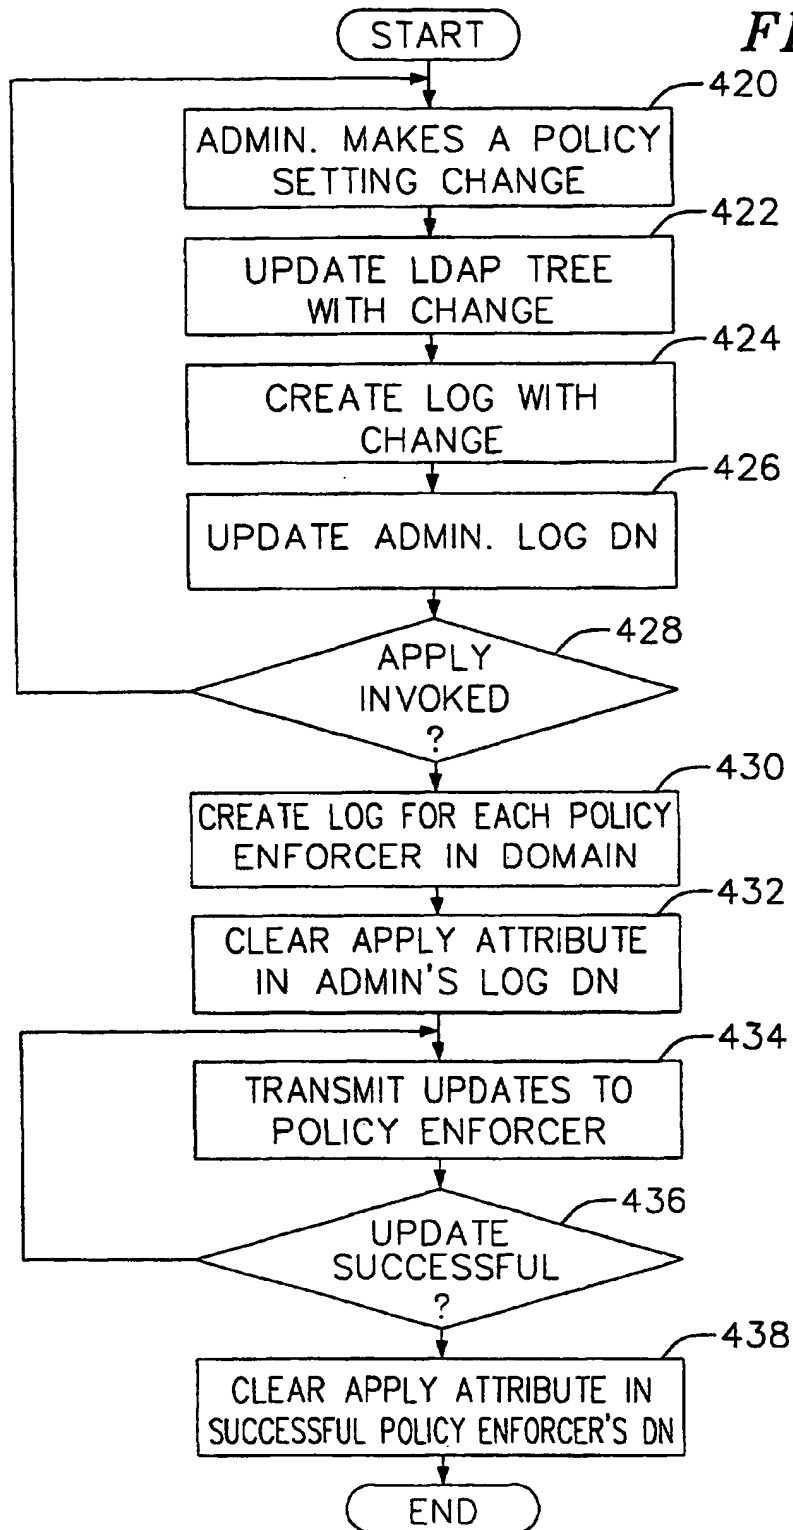 START
FI
420
ADMIN. MAKES A POLICY
SETTING CHANGE
422
UPDATE LDAP TREE
WITH CHANGE
424
CREATE LOG WITH
CHANGE
426
UPDATE ADMIN. LOG DN
428
APPLY
INVOKED
?
430
CREATE LOG FOR EACH POLICY
ENFORCER IN DOMAIN
432
CLEAR APPLY ATTRIBUTE
IN ADMIN'S LOG DN
434
TRANSMIT UPDATES TO
POLICY ENFORCER
436
UPDATE
SUCCESSFUL
?
438
CLEAR APPLY ATTRIBUTE IN
SUCCESSFUL POLICY ENFORCER'S DN
END